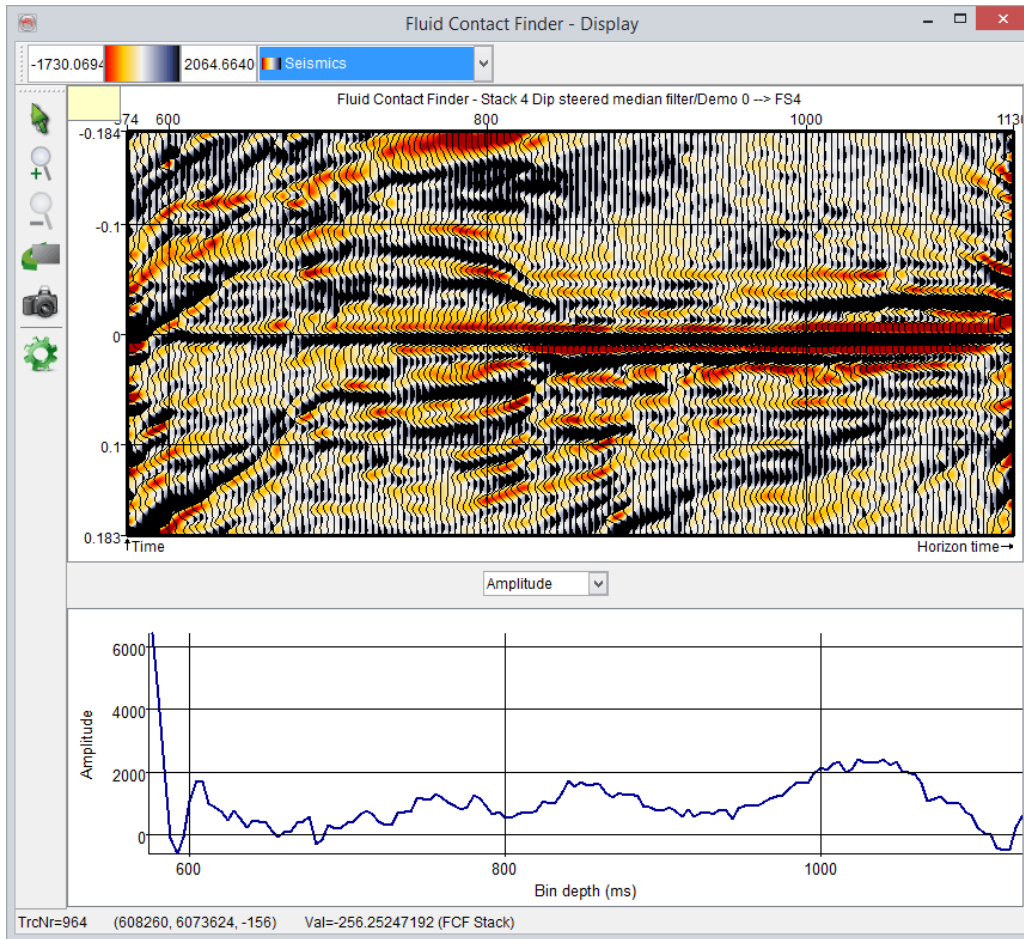 Fluid Contact Finder - Display
-1730.0694 2064.6640 Seismics
Fluid Contact Finder - Stack 4 Dip steered median filter/Demo 0 --> FS4
574 600 800 1000 1130
-0.184
-0.1
0
0.1
0.183
Time Horizon time
Amplitude
6000
4000
2000
0
Amplitude
600 800 1000
Bin depth (ms)
TrcNr=964 (608260, 6073624, -156) Val=-256.25247192 (FCF Stack)